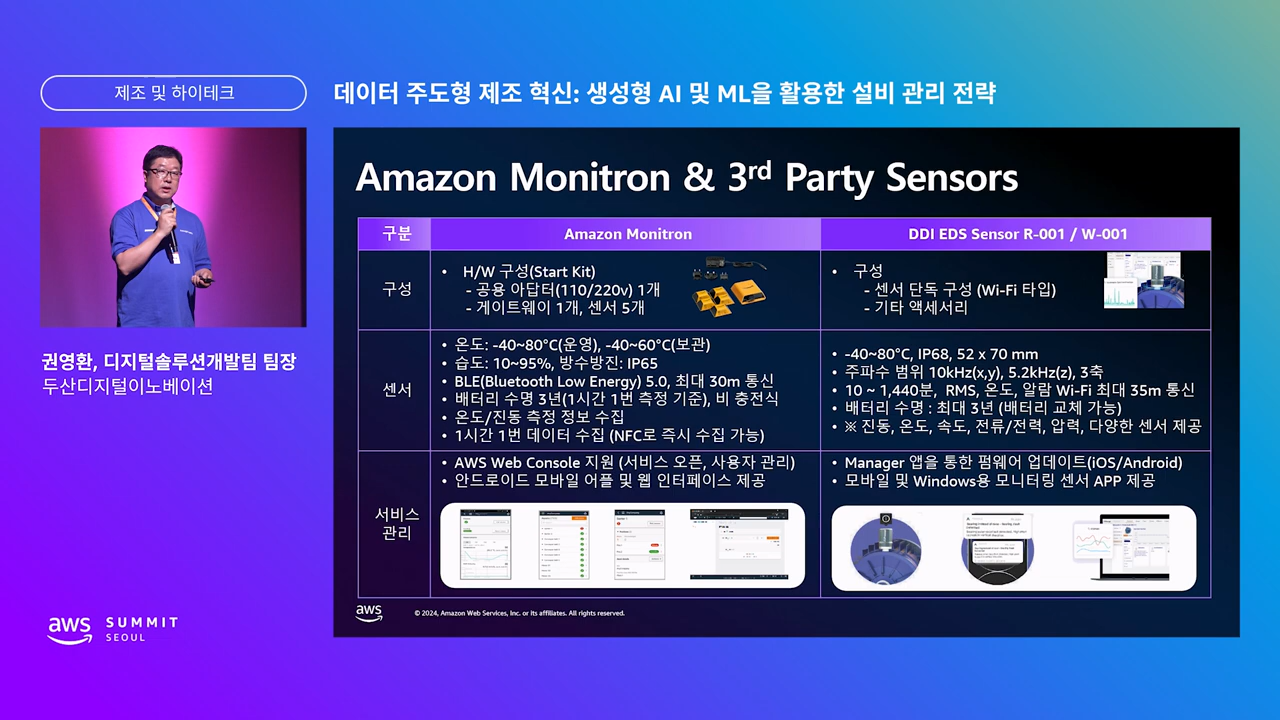 제조 및 하이테크
데이터 주도형 제조 혁신: 생성형 AI 및 ML을 활용한 설비 관리 전략
권영환, 디지털솔루션개발팀 팀장
두산디지털이노베이션
aws SUMMIT
SEOUL
Amazon Monitron & 3rd Party Sensors
구분
Amazon Monitron
DDI EDS Sensor R-001 / W-001
구성
• H/W 구성(Start Kit)
- 공용 아답터(110/220v) 1개
- 게이트웨이 1개, 센서 5개
• 구성
- 센서 단독 구성 (Wi-Fi 타입)
- 기타 액세서리
센서
• 온도: -40~80°C(운영), -40~60°C(보관)
• 습도: 10~95%, 방수방진: IP65
• BLE(Bluetooth Low Energy) 5.0, 최대 30m 통신
• 배터리 수명 3년(1시간 1번 측정 기준), 비 충전식
• 온도/진동 측정 정보 수집
• 1시간 1번 데이터 수집 (NFC로 즉시 수집 가능)
• -40~80°C, IP68, 52 x 70 mm
• 주파수 범위 10kHz(x,y), 5.2kHz(z), 3축
• 10 ~ 1,440분, RMS, 온도, 알람 Wi-Fi 최대 35m 통신
• 배터리 수명 : 최대 3년 (배터리 교체 가능)
• ※ 진동, 온도, 속도, 전류/전력, 압력, 다양한 센서 제공
서비스
관리
• AWS Web Console 지원 (서비스 오픈, 사용자 관리)
• 안드로이드 모바일 어플 및 웹 인터페이스 제공
• Manager 앱을 통한 펌웨어 업데이트(iOS/Android)
• 모바일 및 Windows용 모니터링 센서 APP 제공
aws
© 2024, Amazon Web Services, Inc. or its affiliates. All rights reserved.